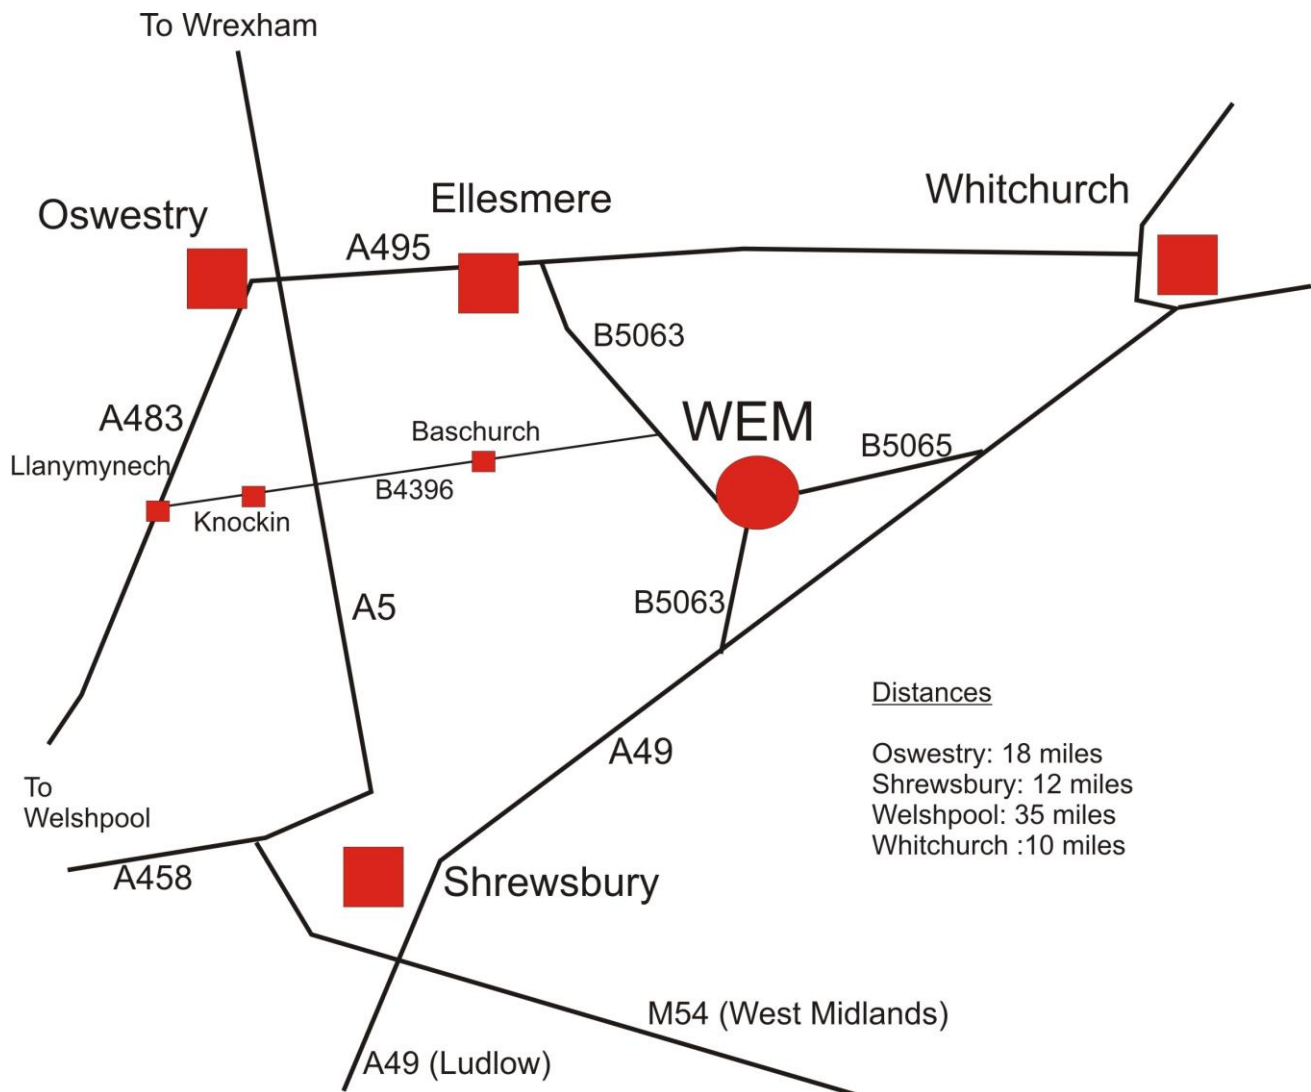 To Wrexham
Whitchurch
Ellesmere
Oswestry
A495
B5063
WEM
A483
Baschurch
B5065
Llanymynech
B4396
Knockin
B5063
A5
Distances
A49
Oswestry: 18 miles
Shrewsbury: 12 miles
Welshpool: 35 miles
Whitchurch :10 miles
To
Welshpool
A458
Shrewsbury
M54 (West Midlands)
A49 (Ludlow)